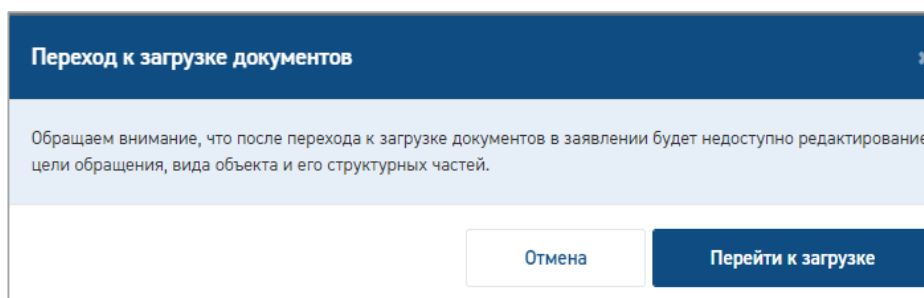 Переход к загрузке документов
Обращаем внимание, что после перехода к загрузке документов в заявлении будет недоступно редактирование
цели обращения, вида объекта и его структурных частей.
Отмена
Перейти к загрузке